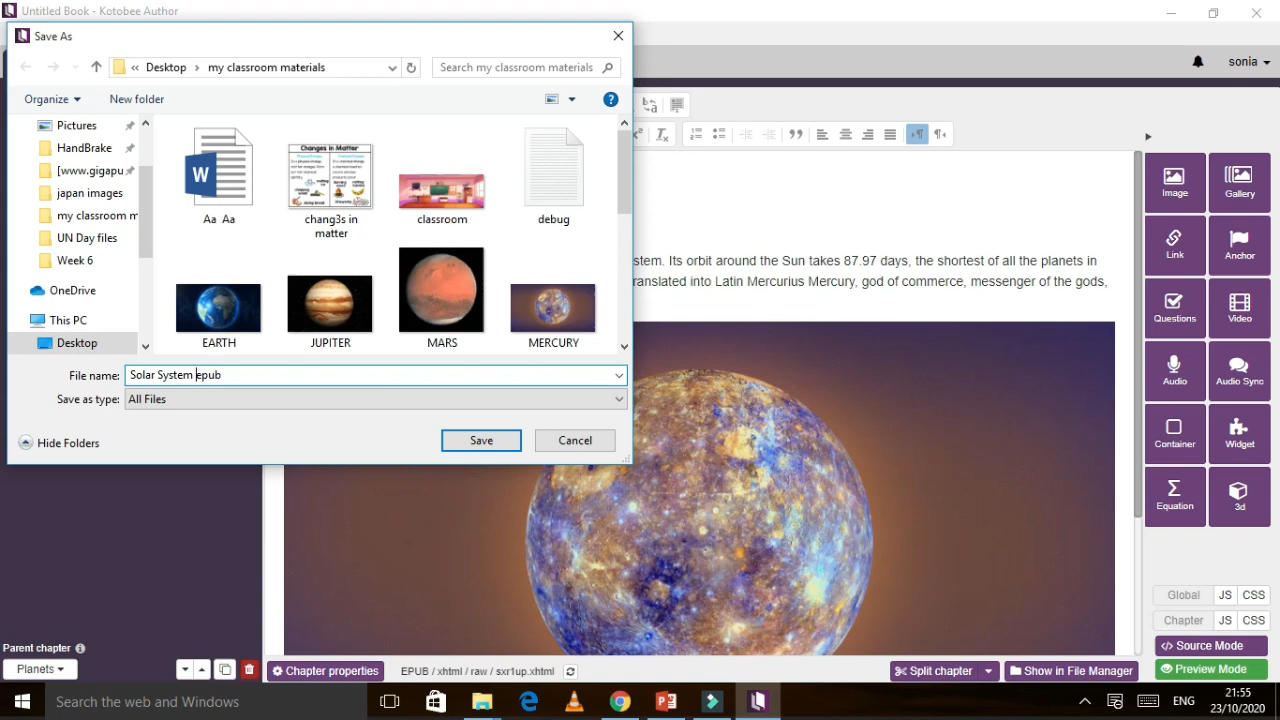 Untitled Book - Kotobee Author
Save As
« Desktop › my classroom materials
Search my classroom materials
Organize
New folder
Pictures
HandBrake
[www.gigapu
japan images
my classroom m
UN Day files
Week 6
OneDrive
This PC
Desktop
Aa Aa
chang3s in
matter
classroom
debug
Changes in Matter
EARTH
JUPITER
MARS
MERCURY
File name: Solar System epub
Save as type: All Files
Hide Folders
Save
Cancel
sonia
stem. Its orbit around the Sun takes 87.97 days, the shortest of all the planets in
ranslated into Latin Mercurius Mercury, god of commerce, messenger of the gods,
Image
Gallery
Link
Anchor
Questions
Video
Audio
Audio Sync
Container
Widget
Equation
3d
Global JS CSS
Chapter JS CSS
Source Mode
Preview Mode
Parent chapter
Planets
Chapter properties
EPUB / xhtml / raw / sxr1up.xhtml
Split chapter
Show in File Manager
Search the web and Windows
ENG
21:55
23/10/2020